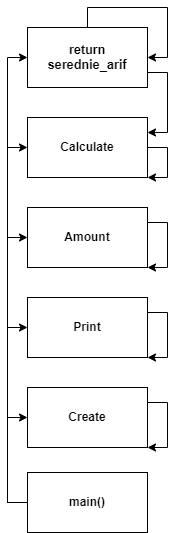 return
serednie_arif
Calculate
Amount
Print
Create
main()